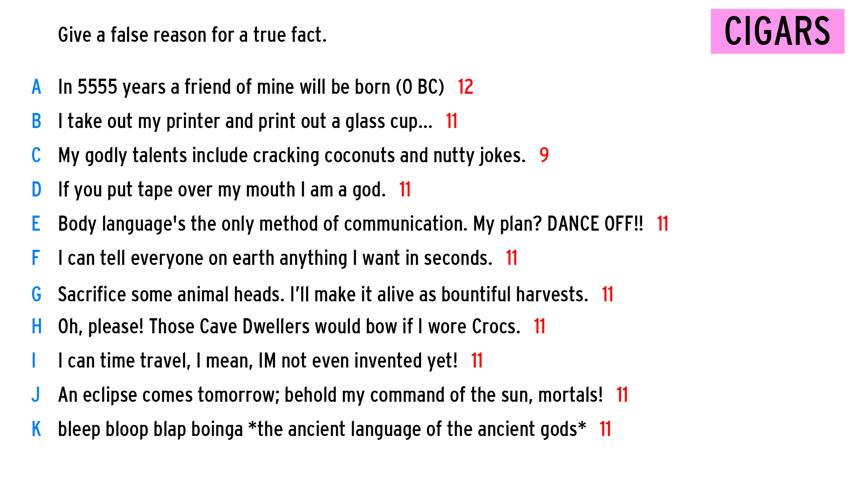 Give a false reason for a true fact.
CIGARS
A In 5555 years a friend of mine will be born (0 BC) 12
B I take out my printer and print out a glass cup... 11
C My godly talents include cracking coconuts and nutty jokes. 9
D If you put tape over my mouth I am a god. 11
E Body language's the only method of communication. My plan? DANCE OFF!! 11
F I can tell everyone on earth anything I want in seconds. 11
G Sacrifice some animal heads. I'll make it alive as bountiful harvests. 11
H Oh, please! Those Cave Dwellers would bow if I wore Crocs. 11
I I can time travel, I mean, IM not even invented yet! 11
J An eclipse comes tomorrow; behold my command of the sun, mortals! 11
K bleep bloop blap boinga *the ancient language of the ancient gods* 11